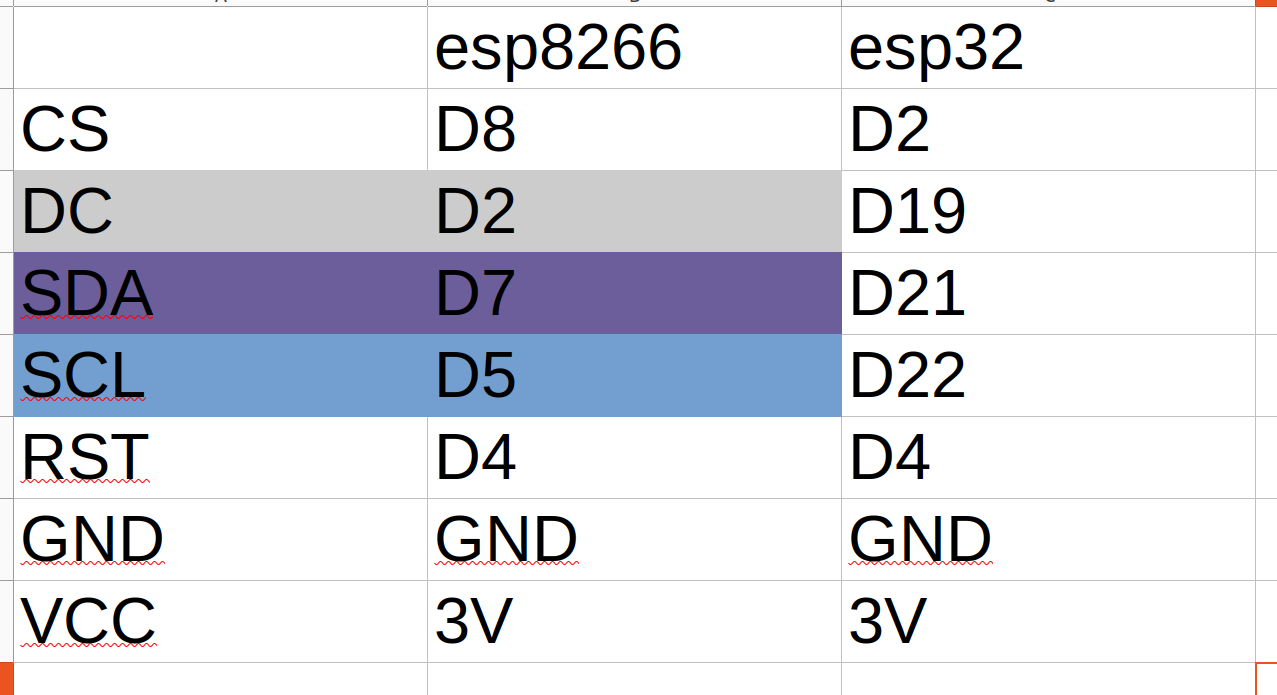 esp8266 esp32
CS D8 D2
DC D2 D19
SDA D7 D21
SCL D5 D22
RST D4 D4
GND GND GND
VCC 3V 3V